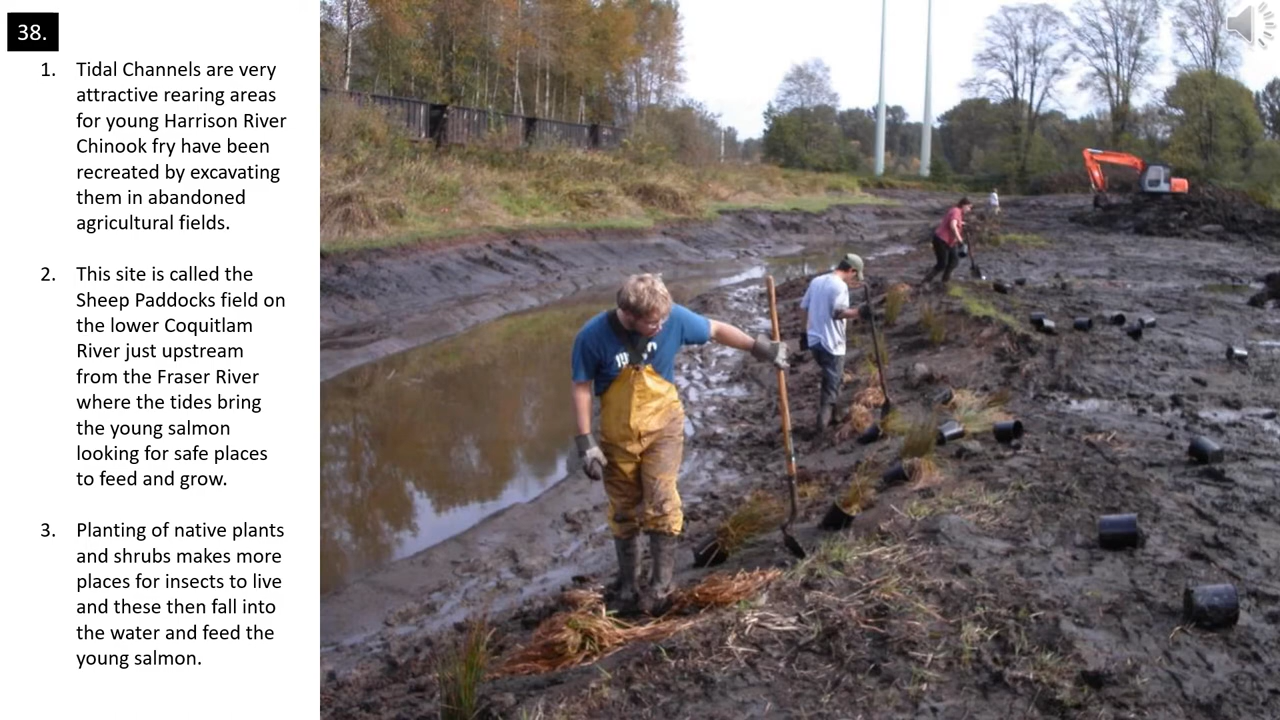 38.
1. Tidal Channels are very
attractive rearing areas
for young Harrison River
Chinook fry have been
recreated by excavating
them in abandoned
agricultural fields.
2. This site is called the
Sheep Paddocks field on
the lower Coquitlam
River just upstream
from the Fraser River
where the tides bring
the young salmon
looking for safe places
to feed and grow.
3. Planting of native plants
and shrubs makes more
places for insects to live
and these then fall into
the water and feed the
young salmon.